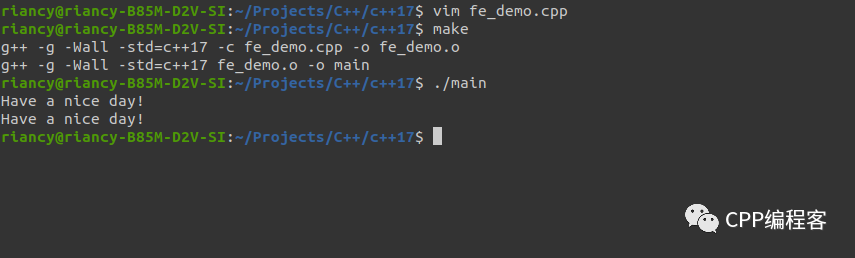 riancy@riancy-B85M-D2V-SI:~/Projects/C++/c++17$ vim fe_demo.cpp
riancy@riancy-B85M-D2V-SI:~/Projects/C++/c++17$ make
g++ -g -Wall -std=c++17 -c fe_demo.cpp -o fe_demo.o
g++ -g -Wall -std=c++17 fe_demo.o -o main
riancy@riancy-B85M-D2V-SI:~/Projects/C++/c++17$ ./main
Have a nice day!
Have a nice day!
riancy@riancy-B85M-D2V-SI:~/Projects/C++/c++17$
CPP编程客